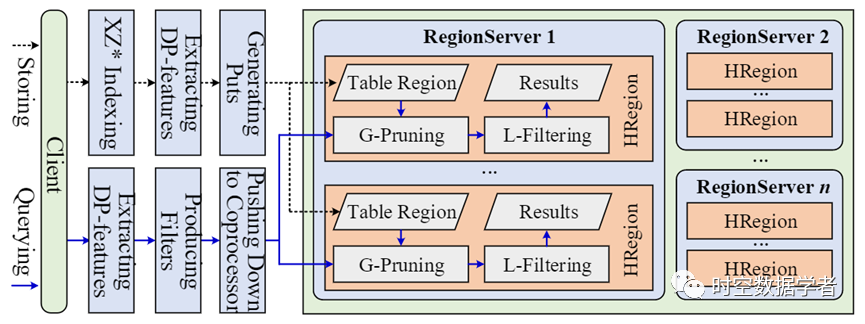 Storing
Querying
Client
XZ* Indexing
Extracting
DP-features
Generating
Puts
Extracting
DP-features
Producing
Filters
Pushing Down
to Coprocessor
RegionServer 1
Table Region
Results
G-Pruning
L-Filtering
HRegion
...
Table Region
Results
G-Pruning
L-Filtering
HRegion
RegionServer 2
HRegion
...
HRegion
...
RegionServer n
HRegion
...
HRegion
时空数据学者